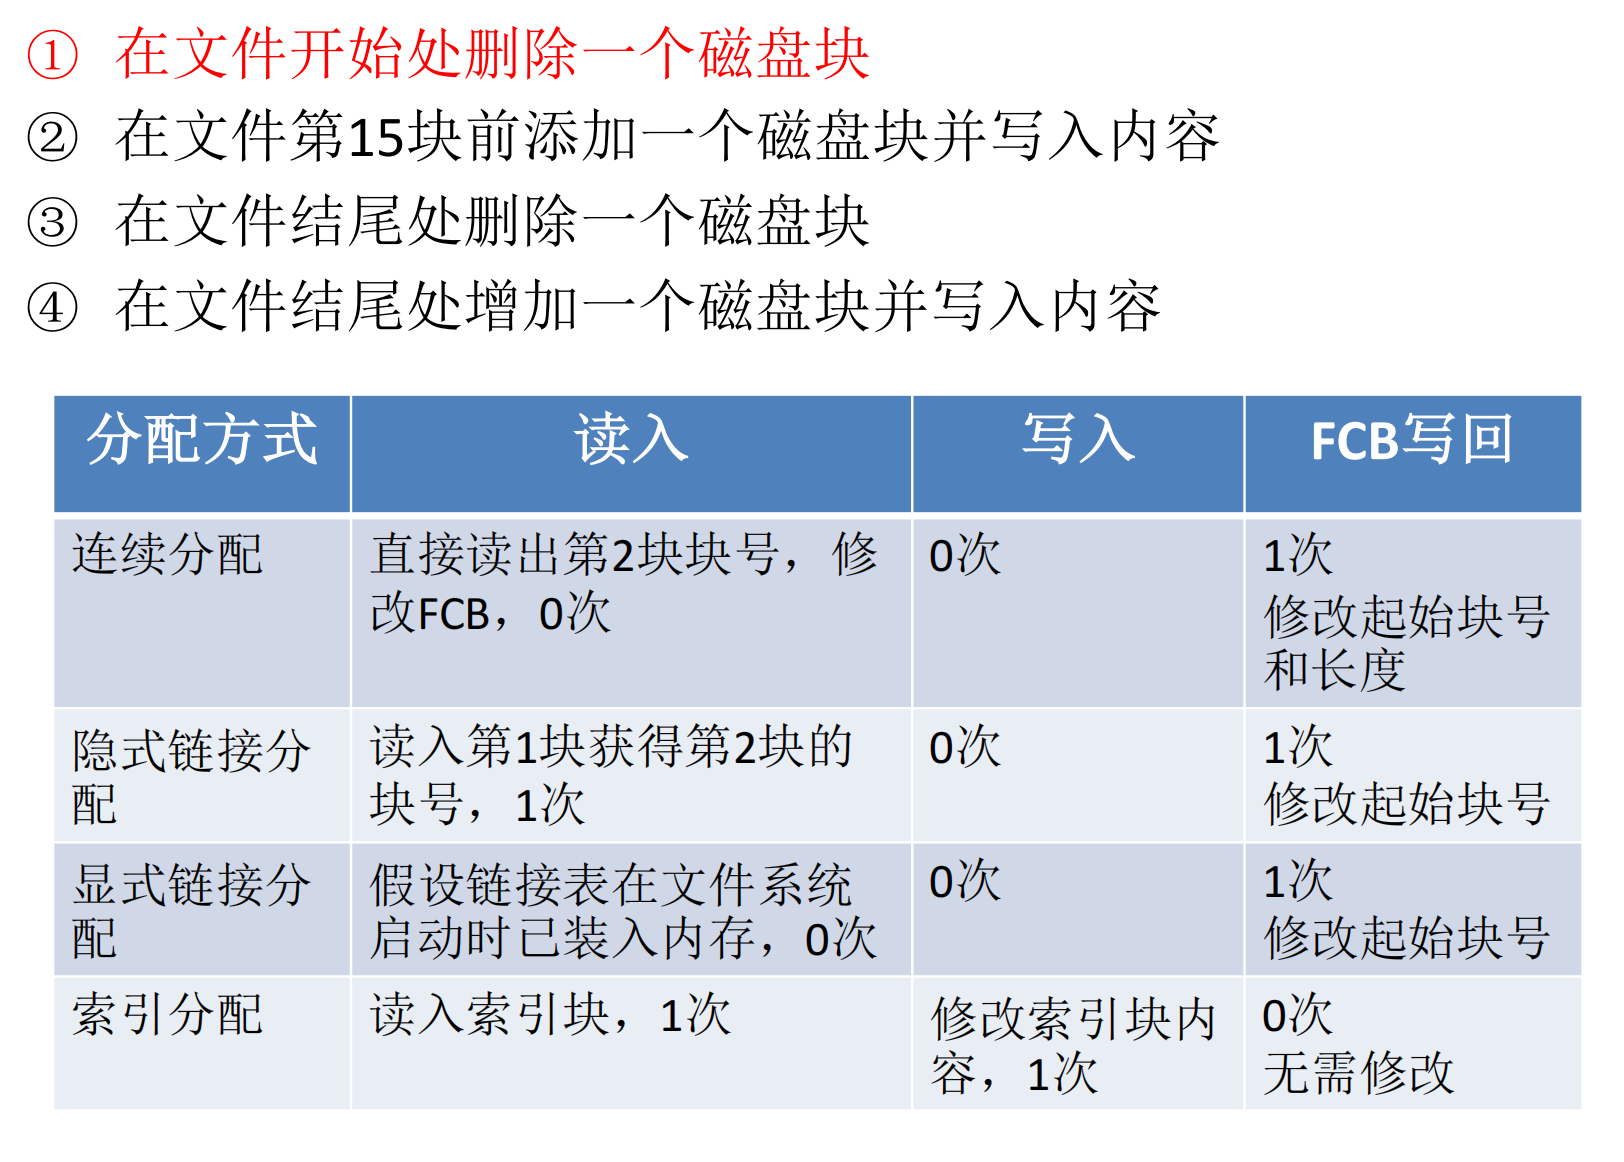 ① 在文件开始处删除一个磁盘块
② 在文件第15块前添加一个磁盘块并写入内容
③ 在文件结尾处删除一个磁盘块
④ 在文件结尾处增加一个磁盘块并写入内容
分配方式 读入 写入 FCB写回
连续分配 直接读出第2块块号，修 0次 1次
改FCB，0次 修改起始块号
和长度
隐式链接分 读入第1块获得第2块的 0次 1次
配 块号，1次 修改起始块号
显式链接分 假设链接表在文件系统 0次 1次
配 启动时已装入内存，0次 修改起始块号
索引分配 读入索引块，1次 修改索引块内 0次
容，1次 无需修改